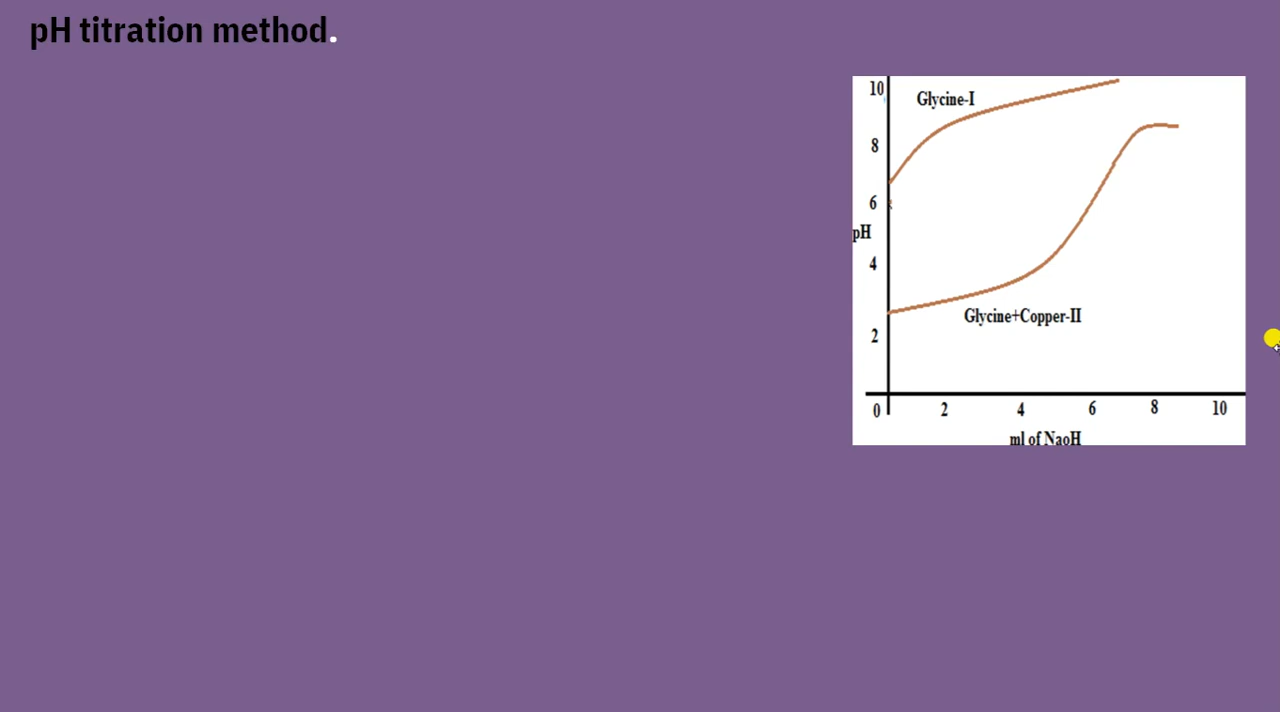 pH titration method.
10
Glycine-I
8
6
pH
4
Glycine+Copper-II
2
0 2 4 6 8 10
ml of NaoH